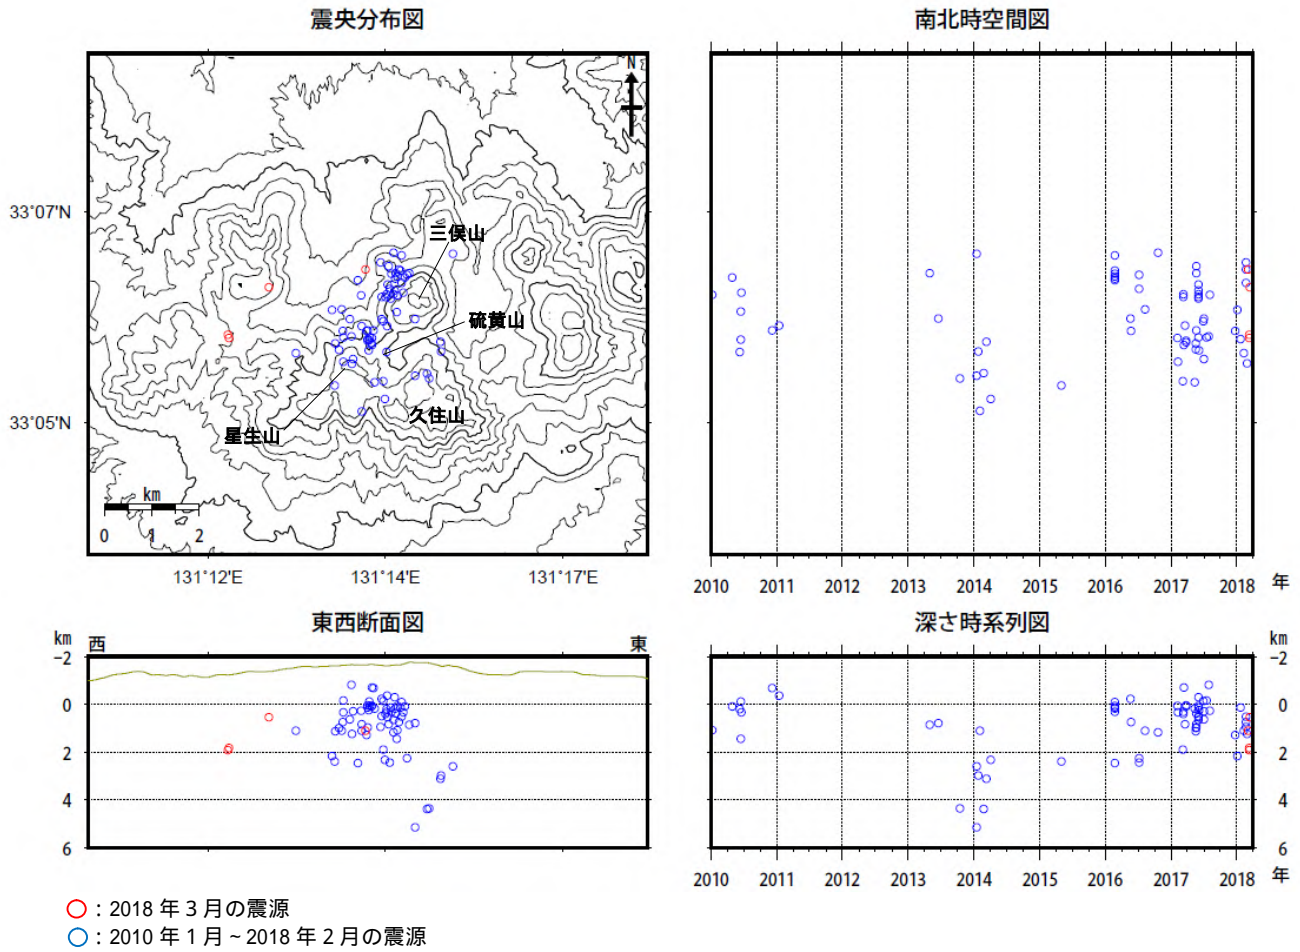 震央分布図
南北時空間図
N
33°07'N
三俣山
硫黄山
33°05'N
久住山
星生山
km
0 1 2
131°12'E 131°14'E 131°17'E
2010 2011 2012 2013 2014 2015 2016 2017 2018 年
東西断面図
深さ時系列図
km 西 東
-2
0
2
4
6
km
-2
0
2
4
6
2010 2011 2012 2013 2014 2015 2016 2017 2018 年
○：2018 年 3 月の震源
○：2010 年 1 月～2018 年 2 月の震源